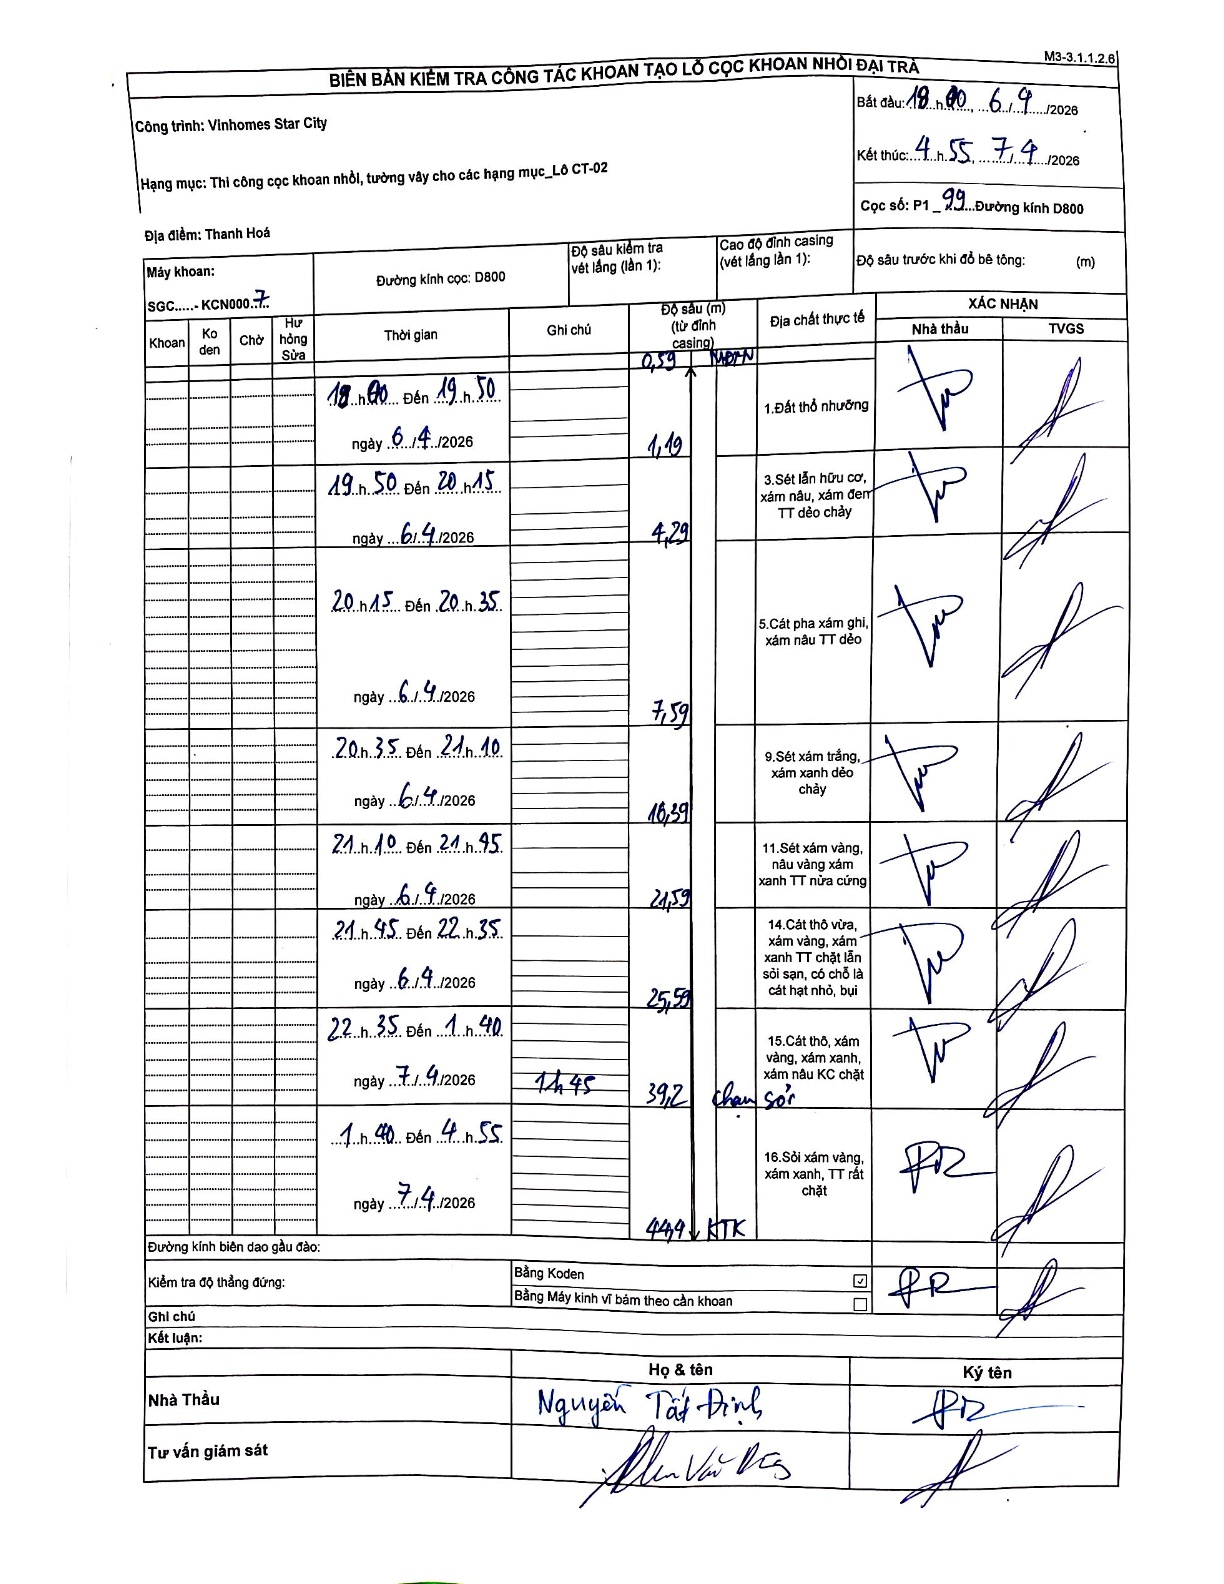 M3-3.1.1.2.6
BIÊN BẢN KIỂM TRA CÔNG TÁC KHOAN TẠO LỖ CỌC KHOAN NHỒI ĐẠI TRÀ
Công trình: Vinhomes Star City
Bắt đầu: 18 h 00, 6/4/2026
Kết thúc: 4 h 55, 7/4/2026
Hạng mục: Thi công cọc khoan nhồi, tường vây cho các hạng mục_Lô CT-02
Cọc số: P1_ 99 Đường kính D800
Địa điểm: Thanh Hoá
Máy khoan:
SGC.....- KCN000..7
Đường kính cọc: D800
Độ sâu kiểm tra vét lắng (lần 1):
Cao độ đỉnh casing (vét lắng lần 1):
Độ sâu trước khi đổ bê tông: (m)
Khoan
Ko den
Chờ
Hư hỏng Sửa
Thời gian
Ghi chú
Độ sâu (m) (từ đỉnh casing)
Địa chất thực tế
XÁC NHẬN
Nhà thầu
TVGS
0,59
18 h 00 Đến 19 h 50
ngày 6/4/2026
1,19
1.Đất thổ nhưỡng
19 h 50 Đến 20 h 15
ngày 6/4/2026
4,29
3.Sét lẫn hữu cơ, xám nâu, xám đen TT dẻo chảy
20 h 15 Đến 20 h 35
ngày 6/4/2026
7,59
5.Cát pha xám ghi, xám nâu TT dẻo
20 h 35 Đến 21 h 10
ngày 6/4/2026
16,39
9.Sét xám trắng, xám xanh dẻo chảy
21 h 10 Đến 21 h 45
ngày 6/4/2026
21,59
11.Sét xám vàng, nâu vàng xám xanh TT nửa cứng
21 h 45 Đến 22 h 35
ngày 6/4/2026
25,59
14.Cát thô vừa, xám vàng, xám xanh TT chặt lẫn sỏi sạn, có chỗ là cát hạt nhỏ, bụi
22 h 35 Đến 1 h 40
ngày 7/4/2026
1h45
39,2
chạm sỏi
15.Cát thô, xám vàng, xám xanh, xám nâu KC chặt
1 h 40 Đến 4 h 55
ngày 7/4/2026
44,9
KTK
16.Sỏi xám vàng, xám xanh, TT rất chặt
Đường kính biên dao gầu đào:
Kiểm tra độ thẳng đứng:
Bằng Koden
Bằng Máy kinh vĩ bám theo cần khoan
Ghi chú
Kết luận:
Họ & tên
Ký tên
Nhà Thầu
Nguyễn Tất Định
Tư vấn giám sát